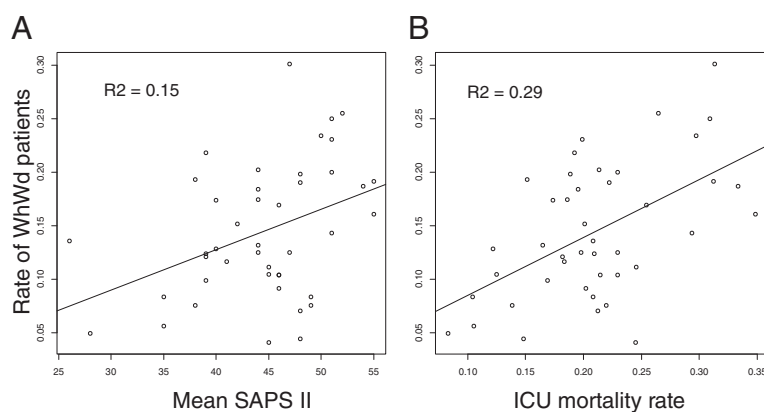 A
B
Rate of WhWd patients
0.05 0.10 0.15 0.20 0.25 0.30
R2 = 0.15
25 30 35 40 45 50 55
Mean SAPS II
0.05 0.10 0.15 0.20 0.25 0.30
R2 = 0.29
0.10 0.15 0.20 0.25 0.30 0.35
ICU mortality rate